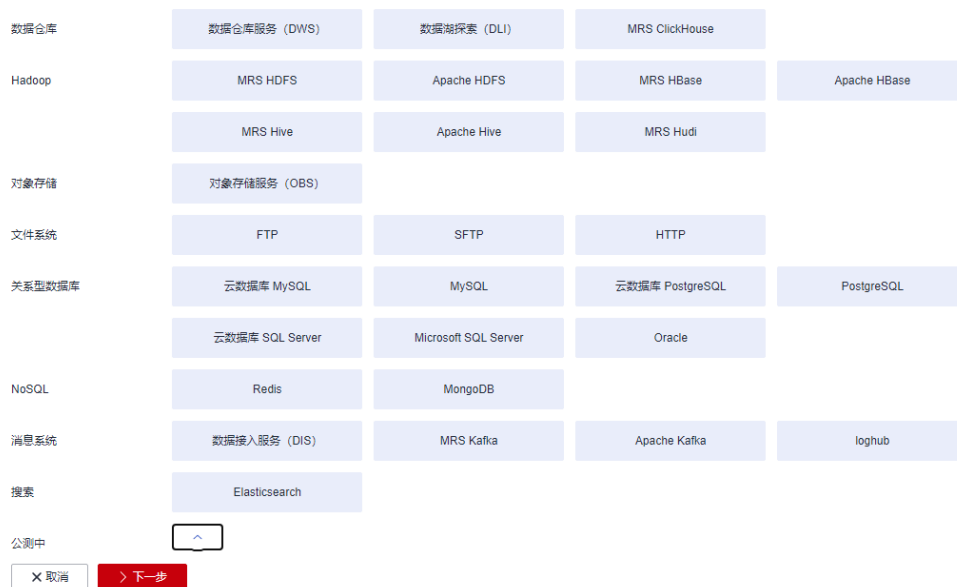 数据仓库 数据仓库服务（DWS） 数据湖探索（DLI） MRS ClickHouse
Hadoop MRS HDFS Apache HDFS MRS HBase Apache HBase
MRS Hive Apache Hive MRS Hudi
对象存储 对象存储服务（OBS）
文件系统 FTP SFTP HTTP
关系型数据库 云数据库 MySQL MySQL 云数据库 PostgreSQL PostgreSQL
云数据库 SQL Server Microsoft SQL Server Oracle
NoSQL Redis MongoDB
消息系统 数据接入服务（DIS） MRS Kafka Apache Kafka loghub
搜索 Elasticsearch
公测中
取消 下一步